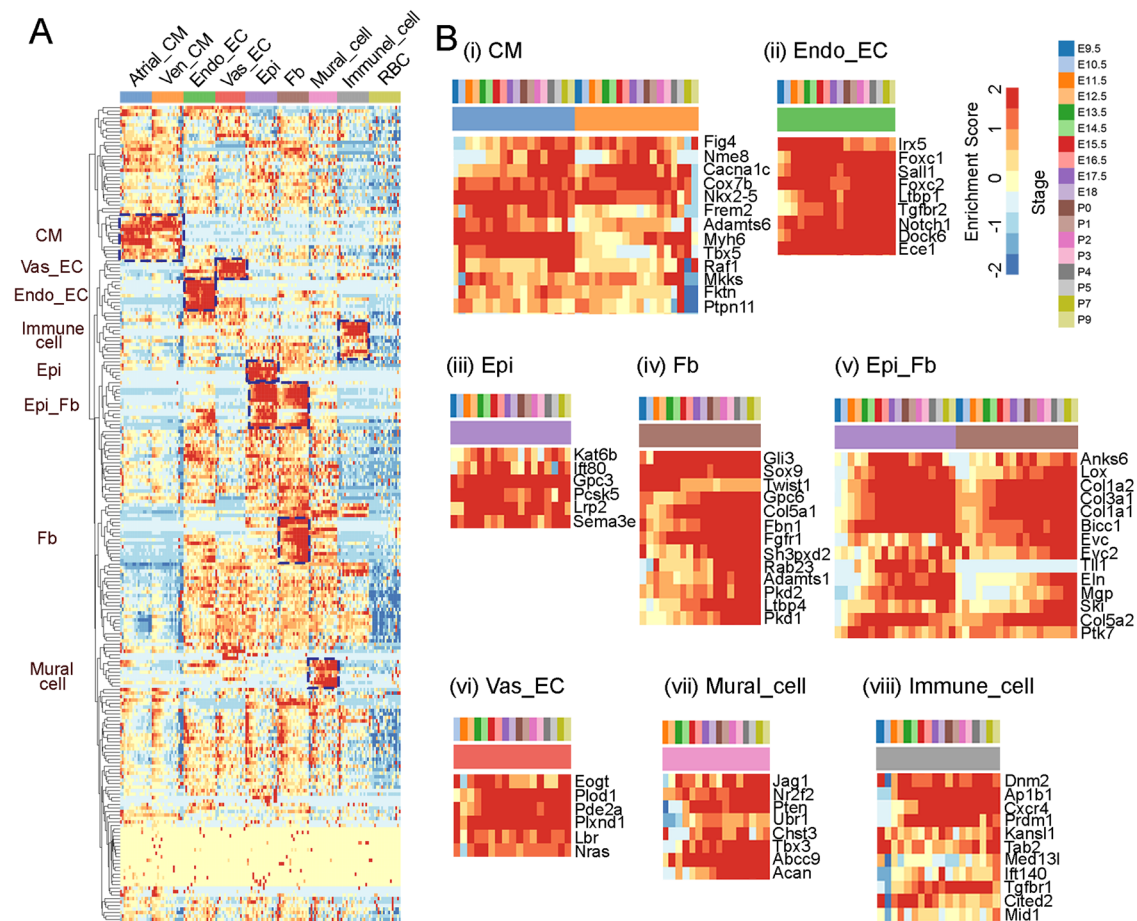 A
Atrial_CM
Ven_CM
Endo_EC
Vas_EC
Epi
Fb
Mural_cell
Immunel_cell
RBC
CM
Vas_EC
Endo_EC
Immune
cell
Epi
Epi_Fb
Fb
Mural
cell
B
(i) CM
Fig4
Nme8
Cacna1c
Cox7b
Nkx2-5
Frem2
Adamts6
Myh6
Tbx5
Raf1
Mkks
Fktn
Ptpn11
(ii) Endo_EC
Irx5
Foxc1
Sall1
Foxc2
Ltbp1
Tgfbr2
Notch1
Dock6
Ece1
Enrichment Score
2
1
0
-1
-2
Stage
E9.5
E10.5
E11.5
E12.5
E13.5
E14.5
E15.5
E16.5
E17.5
E18
P0
P1
P2
P3
P4
P5
P7
P9
(iii) Epi
Kat6b
Ift80
Gpc3
Pcsk5
Lrp2
Sema3e
(iv) Fb
Gli3
Sox9
Twist1
Gpc6
Col5a1
Fbn1
Fgfr1
Sh3pxd2
Rab23
Adamts1
Pkd2
Ltbp4
Pkd1
(v) Epi_Fb
Anks6
Lox
Col1a2
Col3a1
Col1a1
Bicc1
Evc
Evc2
Tll1
Eln
Mgp
Ski
Col5a2
Ptk7
(vi) Vas_EC
Eogt
Plod1
Pde2a
Plxnd1
Lbr
Nras
(vii) Mural_cell
Jag1
Nr2f2
Pten
Ubr1
Chst3
Tbx3
Abcc9
Acan
(viii) Immune_cell
Dnm2
Ap1b1
Cxcr4
Prdm1
Kansl1
Tab2
Med13l
Ift140
Tgfbr1
Cited2
Mid1